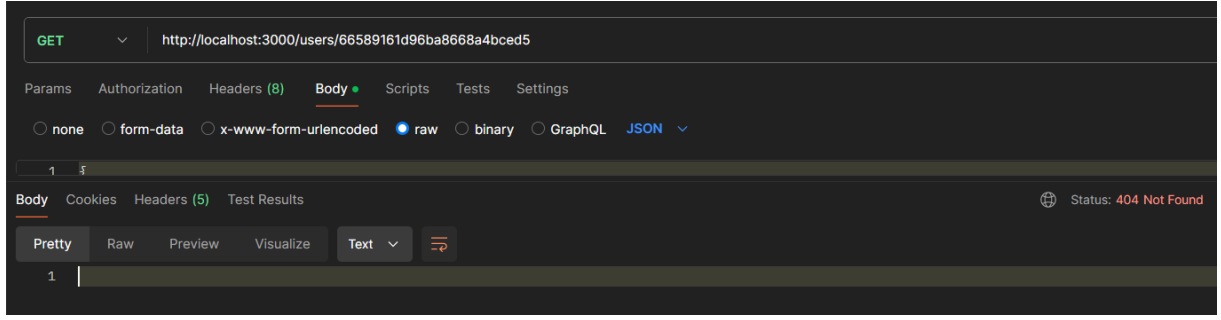 GET http://localhost:3000/users/66589161d96ba8668a4bced5
Params Authorization Headers (8) Body Scripts Tests Settings
none form-data x-www-form-urlencoded raw binary GraphQL JSON
1 {
Body Cookies Headers (5) Test Results Status: 404 Not Found
Pretty Raw Preview Visualize Text
1